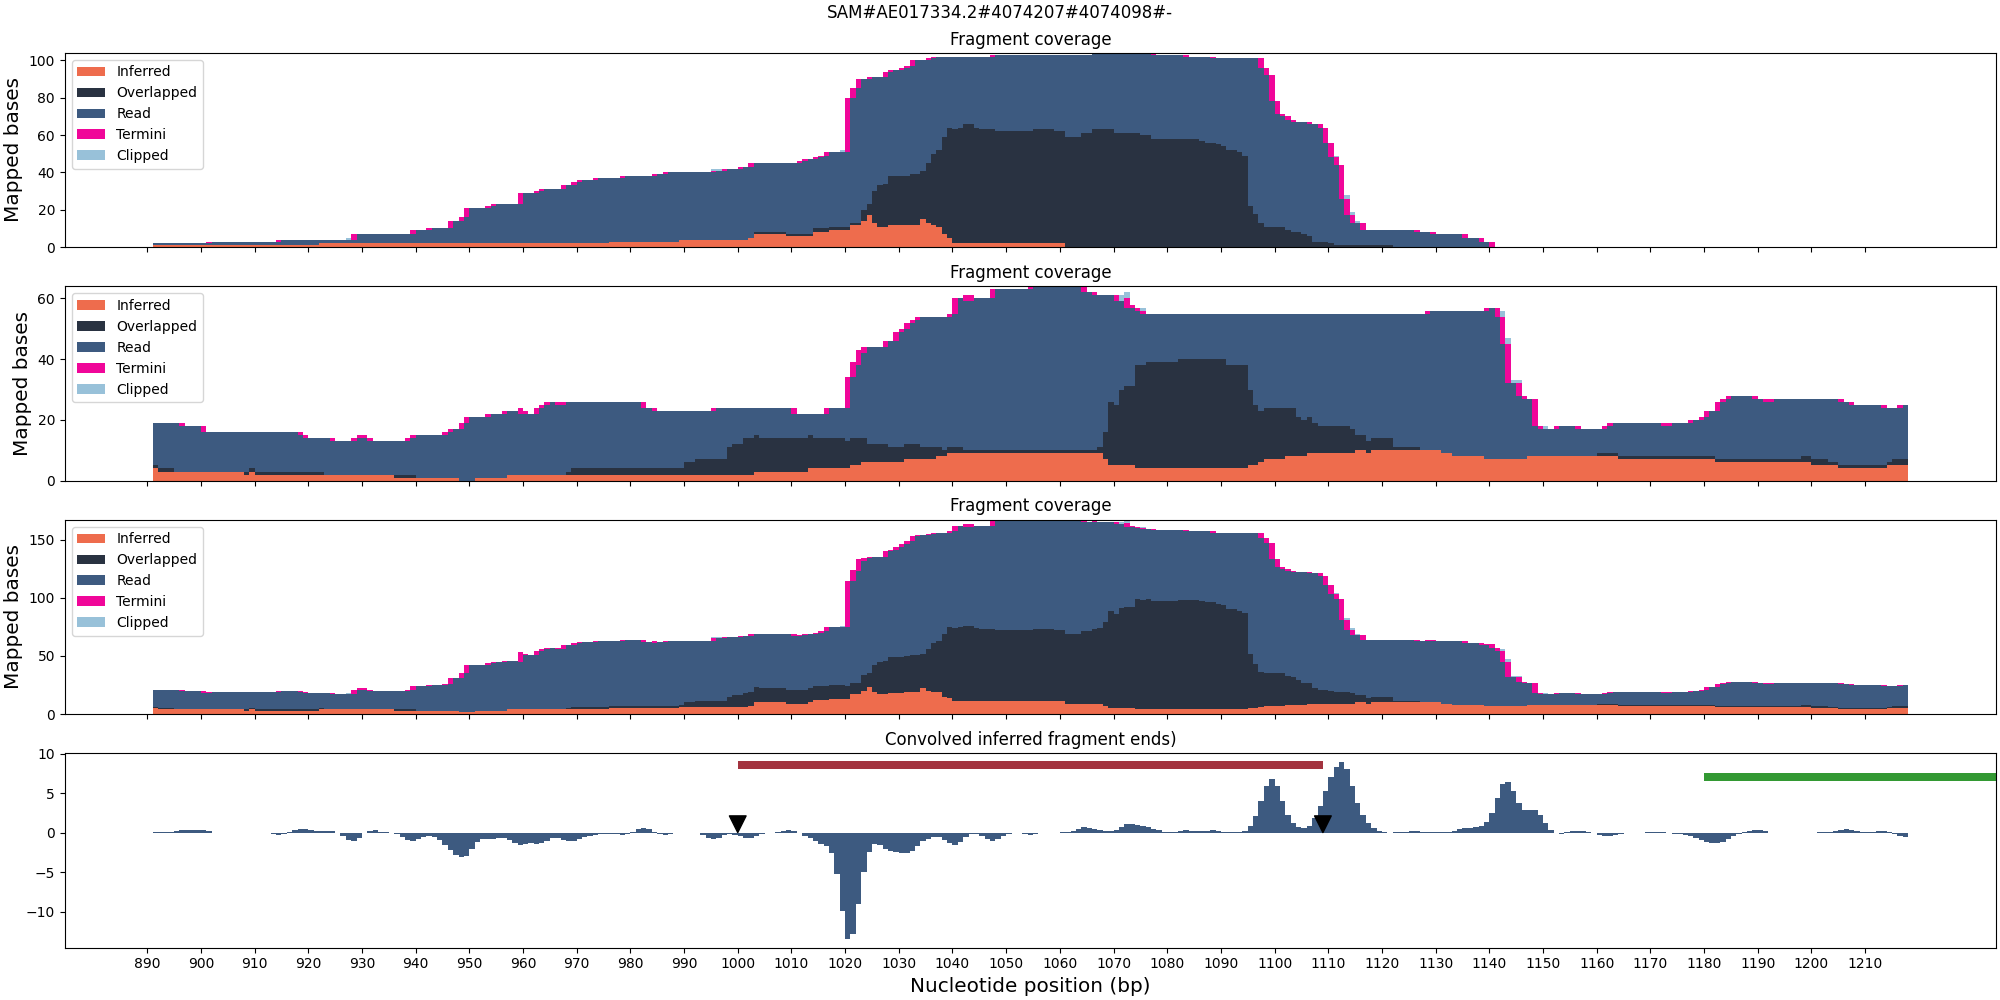 SAM#AE017334.2#4074207#4074098#-
Fragment coverage
Mapped bases
100
80
60
40
20
0
Inferred
Overlapped
Read
Termini
Clipped
Fragment coverage
Mapped bases
60
40
20
0
Inferred
Overlapped
Read
Termini
Clipped
Fragment coverage
Mapped bases
150
100
50
0
Inferred
Overlapped
Read
Termini
Clipped
Convolved inferred fragment ends)
10
5
0
−5
−10
890 900 910 920 930 940 950 960 970 980 990 1000 1010 1020 1030 1040 1050 1060 1070 1080 1090 1100 1110 1120 1130 1140 1150 1160 1170 1180 1190 1200 1210
Nucleotide position (bp)